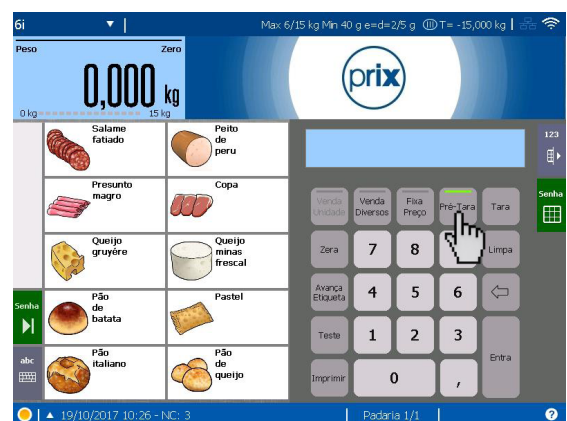 6i
Max 6/15 kg Min 40 g e=d=2/5 g T= -15,000 kg
Peso
Zero
0,000 kg
0 kg
15 kg
prix
Salame
fatiado
Peito
de
peru
Presunto
magro
Copa
Queijo
gruyére
Queijo
minas
frescal
Pão
de
batata
Pastel
Pão
italiano
Pão
de
queijo
Senha
abc
123
Senha
Venda
Unidade
Venda
Diversos
Fixa
Preço
Pré-Tara
Tara
Zera
7
8
Limpa
Avança
Etiqueta
4
5
6
Teste
1
2
3
Entra
Imprimir
0
,
19/10/2017 10:26 - NC: 3
Padaria 1/1
?